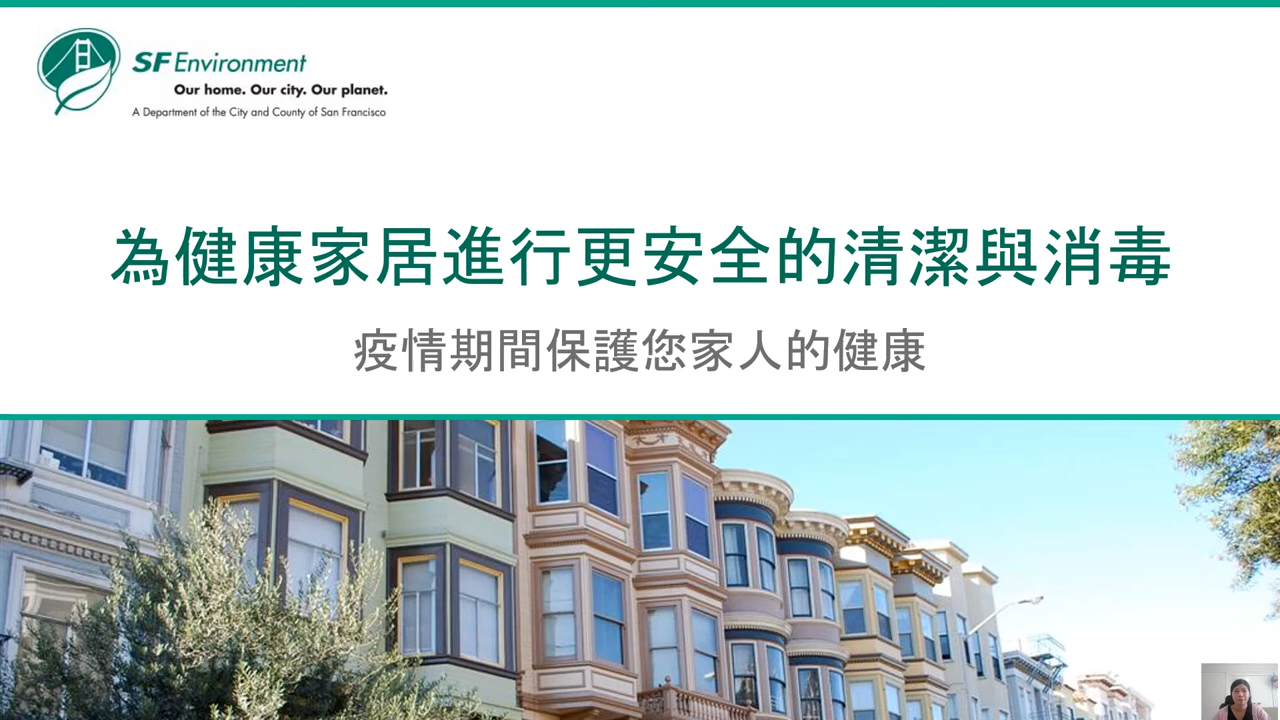 SF Environment
Our home. Our city. Our planet.
A Department of the City and County of San Francisco
為健康家居進行更安全的清潔與消毒
疫情期間保護您家人的健康